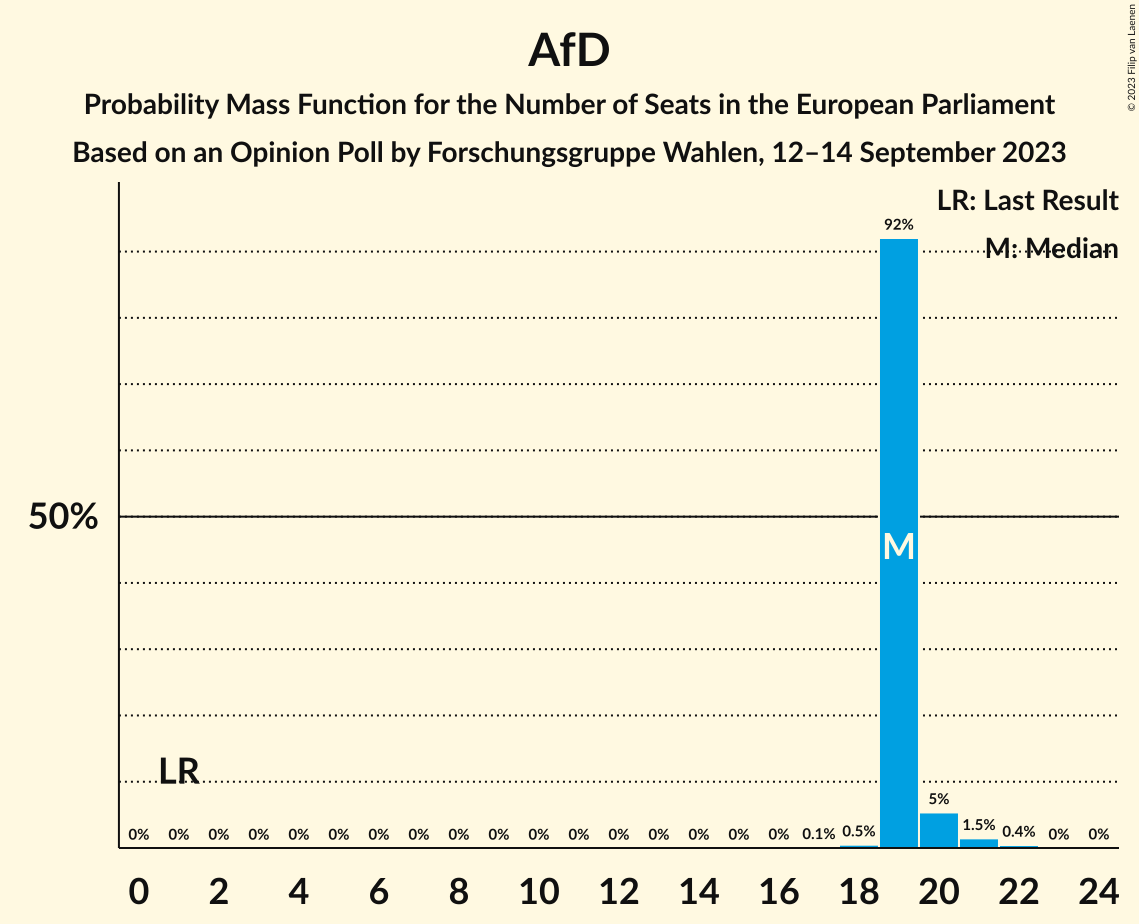 AfD
Probability Mass Function for the Number of Seats in the European Parliament
Based on an Opinion Poll by Forschungsgruppe Wahlen, 12–14 September 2023
© 2023 Filip van Laenen
LR: Last Result
M: Median
92%
50%
M
LR
5%
0% 0% 0% 0% 0% 0% 0% 0% 0% 0% 0% 0% 0% 0% 0% 0% 0% 0.1% 0.5% 1.5% 0.4% 0% 0%
0 2 4 6 8 10 12 14 16 18 20 22 24